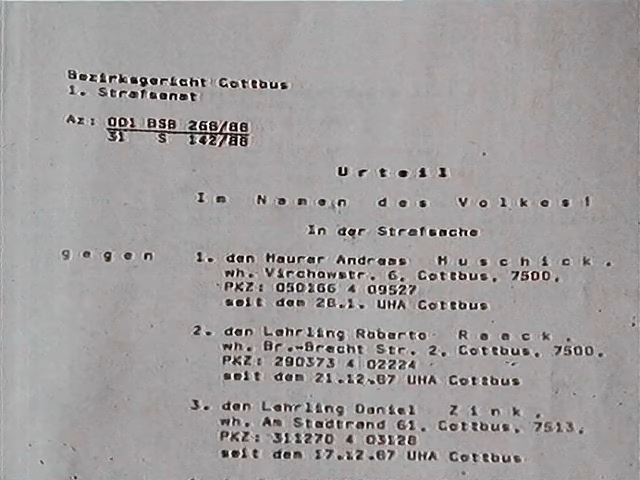 Bezirksgericht Cottbus
1. Strafsenat
Az: 001 BSB 268/88
31 S 142/88
U r t e i l
I m N a m e n d e s V o l k e s !
In der Strafsache
g e g e n
1. den Maurer Andreas M u s c h i c k ,
wh. Virchowstr. 6, Cottbus, 7500,
PKZ: 050166 4 09527
seit dem 28.1. UHA Cottbus
2. den Lehrling Roberto
wh. Br.-Brecht Str. 2, Cottbus, 7500,
PKZ: 290373 4 02224
seit dem 21.12.87 UHA Cottbus
3. den Lehrling Daniel Z i n k ,
wh. Am Stadtrand 61, Cottbus, 7513,
PKZ: 311270 4 03128
seit dem 17.12.87 UHA Cottbus